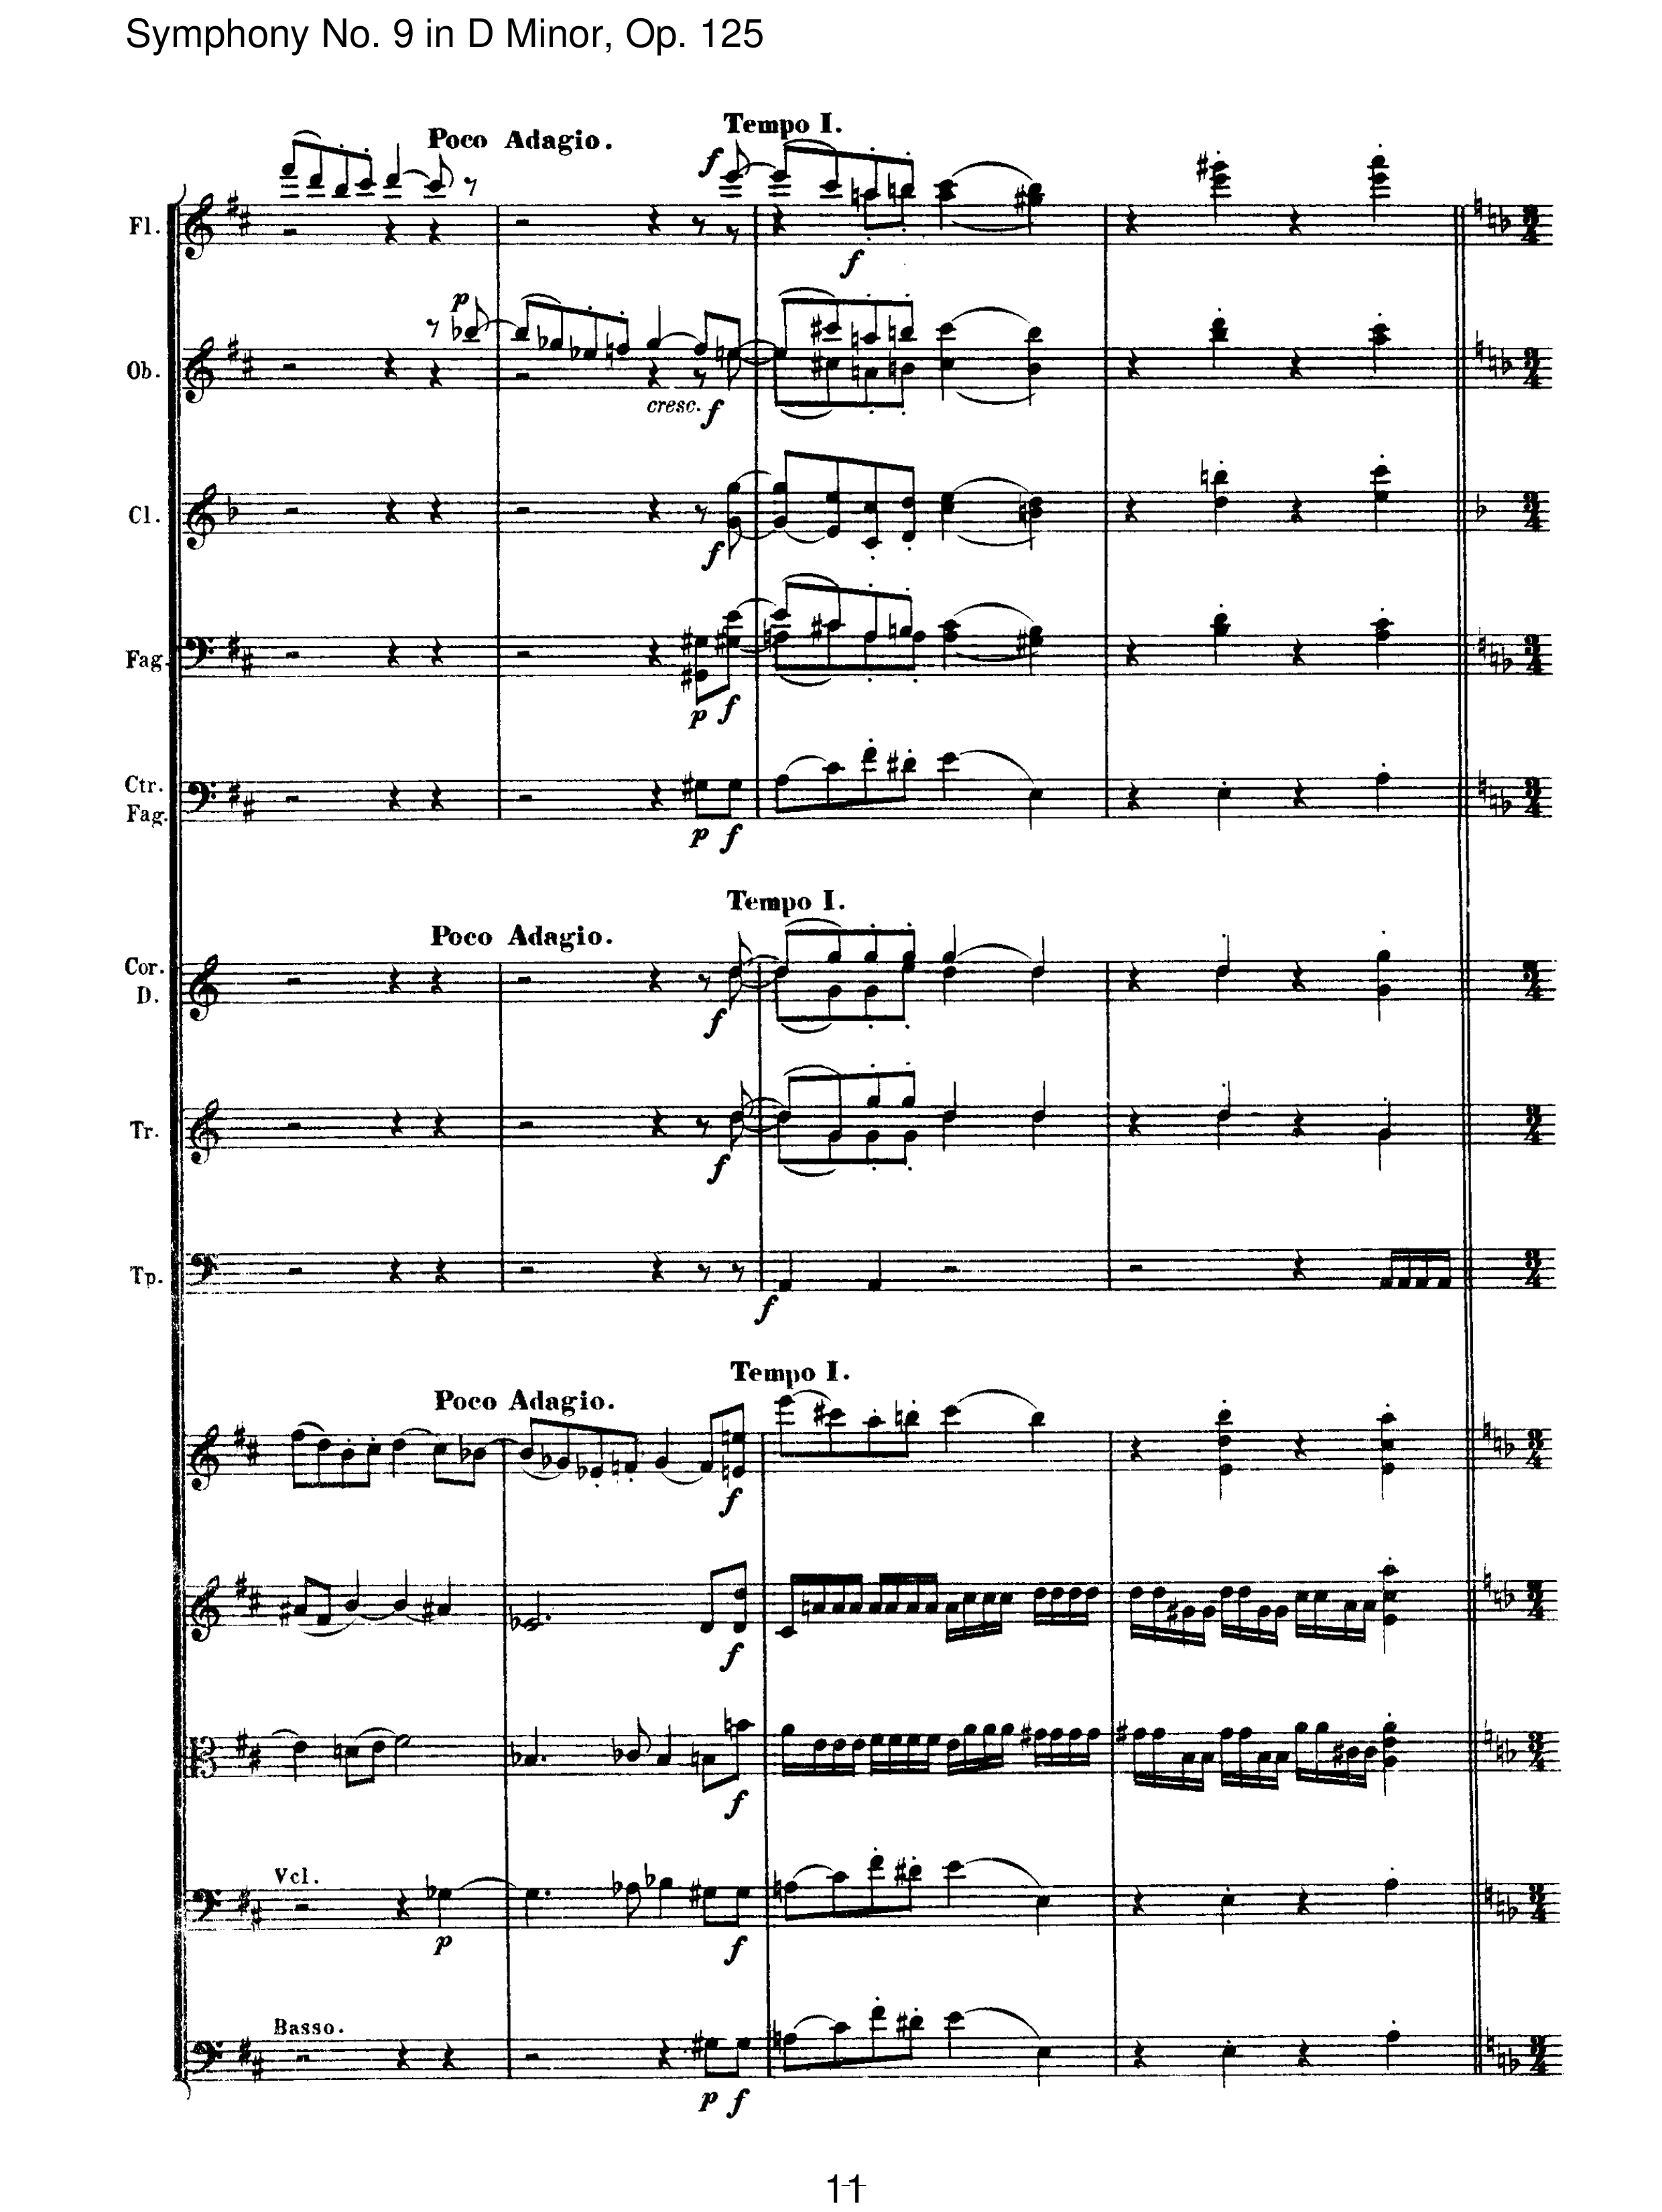 Symphony No. 9 in D Minor, Op. 125
Tempo I.
Poco Adagio.
f
Fl.
f
p
Ob.
cresc. f
Cl.
f
Fag.
p f
Ctr.
Fag.
p f
Tempo I.
Poco Adagio.
Cor.
D.
f
Tr.
f
Tp.
f
Tempo I.
Poco Adagio.
f
f
f
Vcl.
p f
Basso.
p f
3/4
11